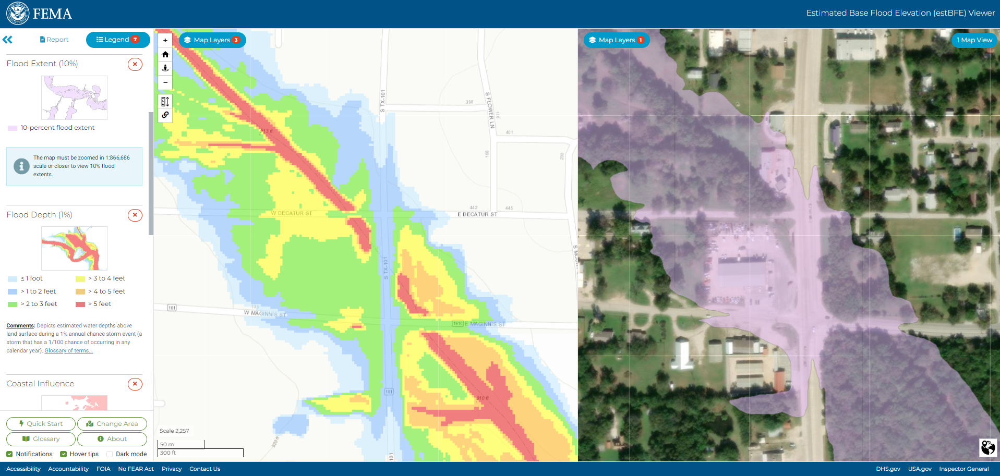 FEMA
Estimated Base Flood Elevation (estBFE) Viewer
Report
Legend 7
Flood Extent (10%)
10-percent flood extent
The map must be zoomed in 1:866,686
scale or closer to view 10% flood
extents.
Flood Depth (1%)
≤ 1 foot
> 3 to 4 feet
> 1 to 2 feet
> 4 to 5 feet
> 2 to 3 feet
> 5 feet
Comments: Depicts estimated water depths above
land surface during a 1% annual chance storm event (a
storm that has a 1/100 chance of occurring in any
calendar year). Glossary of terms...
Coastal Influence
Quick Start
Change Area
Glossary
About
Notifications
Hover tips
Dark mode
+
−
Map Layers 3
S TX-101
398
S FLOWER LN
116
401
108
200
913 ft
W DECATUR ST
442
445
E DECATUR ST
S TX-101
101
W MAGINNIS ST
1810
E MAGINNIS ST
910 ft
101
920 ft
101
Scale 2,257
50 m
300 ft
Map Layers 1
1 Map View
Accessibility
Accountability
FOIA
No FEAR Act
Privacy
Contact Us
DHS.gov
USA.gov
Inspector General